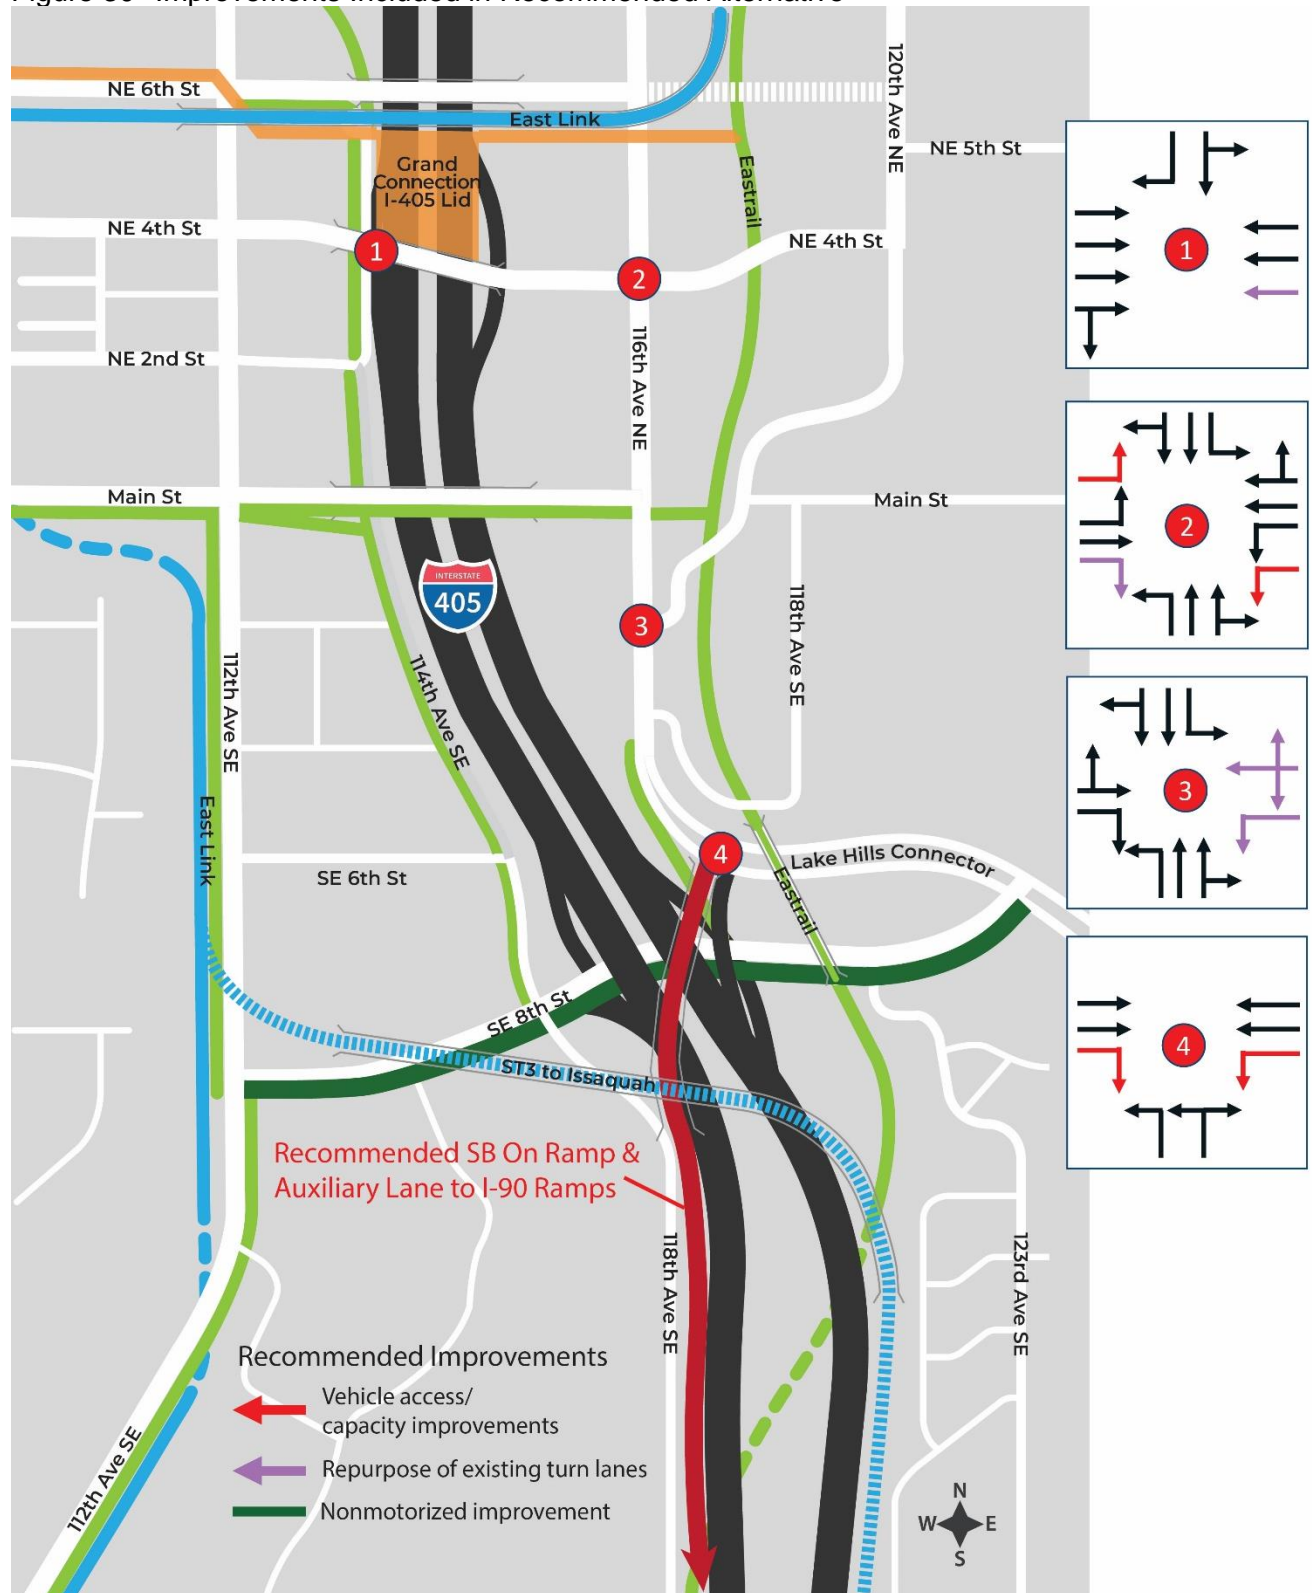 Figure 30 Improvements Included in Recommended Alternative
NE 6th St
East Link
120th Ave NE
NE 5th St
Grand
Connection
I-405 Lid
Eastrail
NE 4th St
NE 4th St
1
2
1
NE 2nd St
116th Ave NE
Main St
Main St
2
INTERSTATE
405
3
118th Ave SE
112th Ave SE
114th Ave SE
3
East Link
4
Lake Hills Connector
SE 6th St
Eastrail
SE 8th St
4
ST3 to Issaquah
Recommended SB On Ramp &
Auxiliary Lane to I-90 Ramps
118th Ave SE
123rd Ave SE
Recommended Improvements
Vehicle access/
capacity improvements
Repurpose of existing turn lanes
Nonmotorized improvement
112th Ave SE
N
W E
S